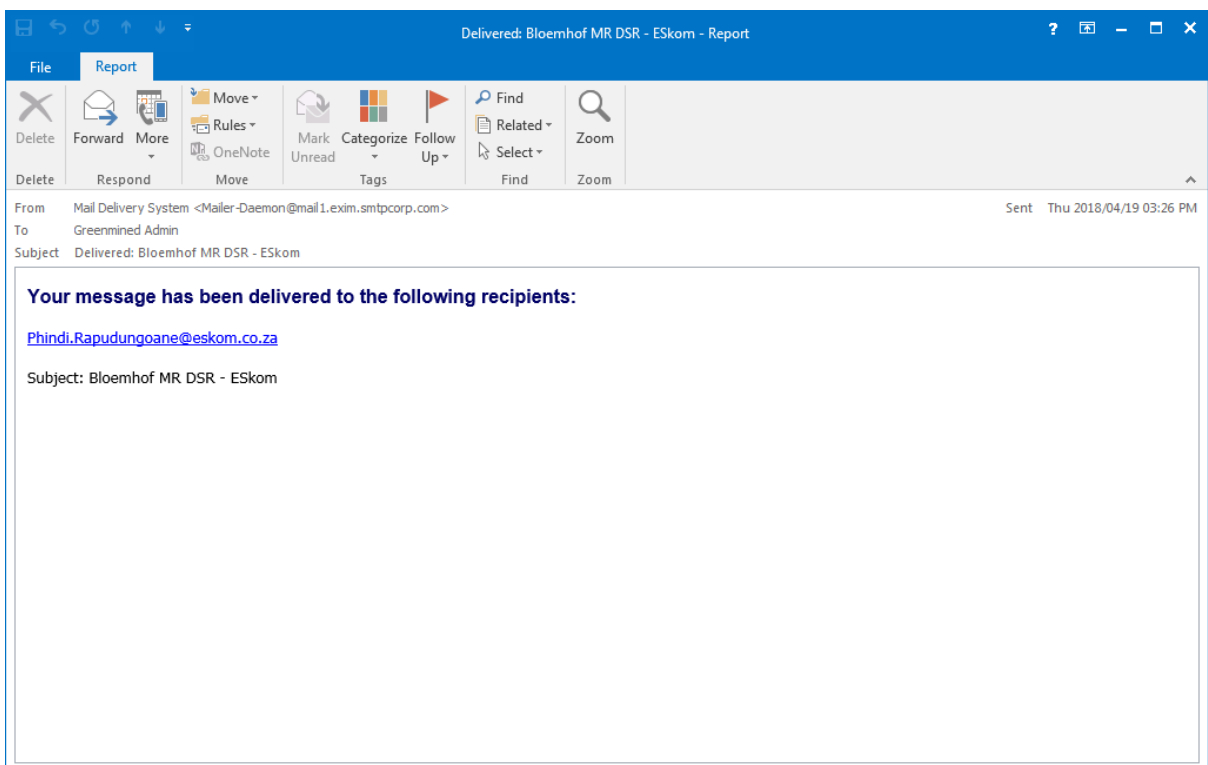 Delivered: Bloemhof MR DSR - ESkom - Report
?
File Report
Delete
Forward
More
Move
Rules
OneNote
Mark Unread
Categorize
Follow Up
Find
Related
Select
Zoom
Delete Respond Move Tags Find Zoom
From Mail Delivery System <Mailer-Daemon@mail1.exim.smtpcorp.com> Sent Thu 2018/04/19 03:26 PM
To Greenmined Admin
Subject Delivered: Bloemhof MR DSR - ESkom
Your message has been delivered to the following recipients:
Phindi.Rapudungoane@eskom.co.za
Subject: Bloemhof MR DSR - ESkom